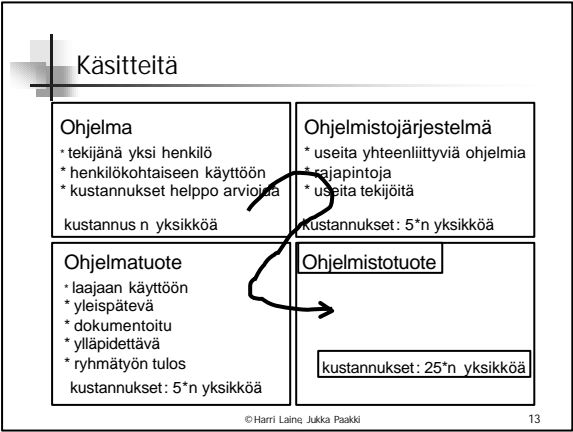 Käsitteitä
Ohjelma
* tekijänä yksi henkilö
* henkilökohtaiseen käyttöön
* kustannukset helppo arvioida
kustannus n yksikköä
Ohjelmistojärjestelmä
* useita yhteenliittyviä ohjelmia
* rajapintoja
* useita tekijöitä
kustannukset: 5*n yksikköä
Ohjelmatuote
* laajaan käyttöön
* yleispätevä
* dokumentoitu
* ylläpidettävä
* ryhmätyön tulos
kustannukset: 5*n yksikköä
Ohjelmistotuote
kustannukset: 25*n yksikköä
© Harri Laine, Jukka Paakki
13